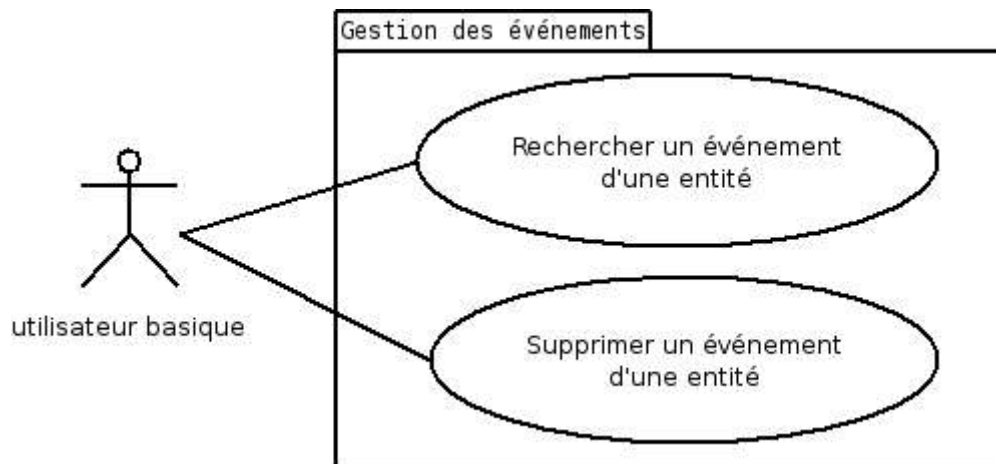 Gestion des événements
Rechercher un événement
d'une entité
utilisateur basique
Supprimer un événement
d'une entité